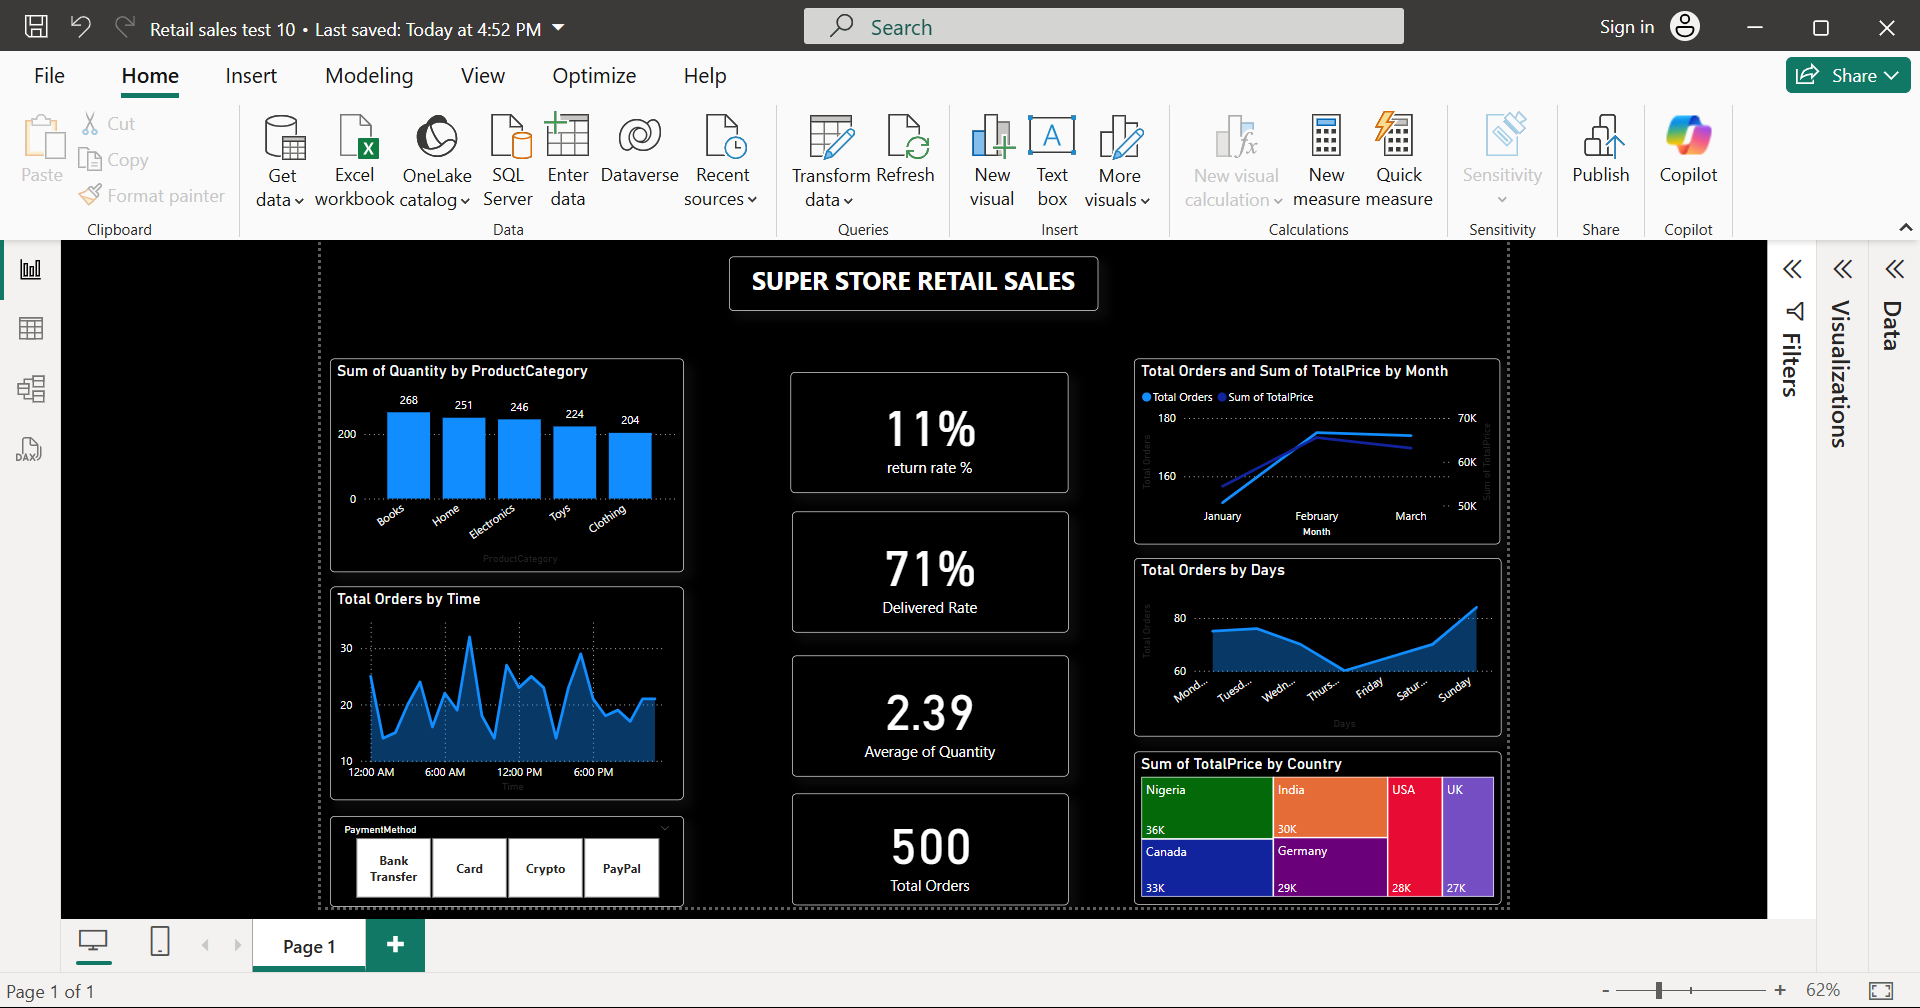 Retail sales test 10 • Last saved: Today at 4:52 PM
Search
Sign in
File
Home
Insert
Modeling
View
Optimize
Help
Share
Paste
Cut
Copy
Format painter
Clipboard
Get data
Excel workbook
OneLake catalog
SQL Server
Enter data
Dataverse
Recent sources
Data
Transform data
Refresh
Queries
New visual
Text box
More visuals
Insert
New visual calculation
New measure
Quick measure
Calculations
Sensitivity
Sensitivity
Publish
Share
Copilot
Copilot
DAX
SUPER STORE RETAIL SALES
Sum of Quantity by ProductCategory
268
251
246
224
204
200
0
Books
Home
Electronics
Toys
Clothing
ProductCategory
Total Orders by Time
30
20
10
12:00 AM
6:00 AM
12:00 PM
6:00 PM
Time
PaymentMethod
Bank Transfer
Card
Crypto
PayPal
11%
return rate %
71%
Delivered Rate
2.39
Average of Quantity
500
Total Orders
Total Orders and Sum of TotalPrice by Month
Total Orders
Sum of TotalPrice
180
160
Total Orders
70K
60K
50K
Sum of TotalPrice
January
February
March
Month
Total Orders by Days
80
60
Total Orders
Mond...
Tuesd...
Wedn...
Thurs...
Friday
Satur...
Sunday
Days
Sum of TotalPrice by Country
Nigeria
36K
Canada
33K
India
30K
Germany
29K
USA
28K
UK
27K
Filters
Visualizations
Data
Page 1
Page 1 of 1
62%